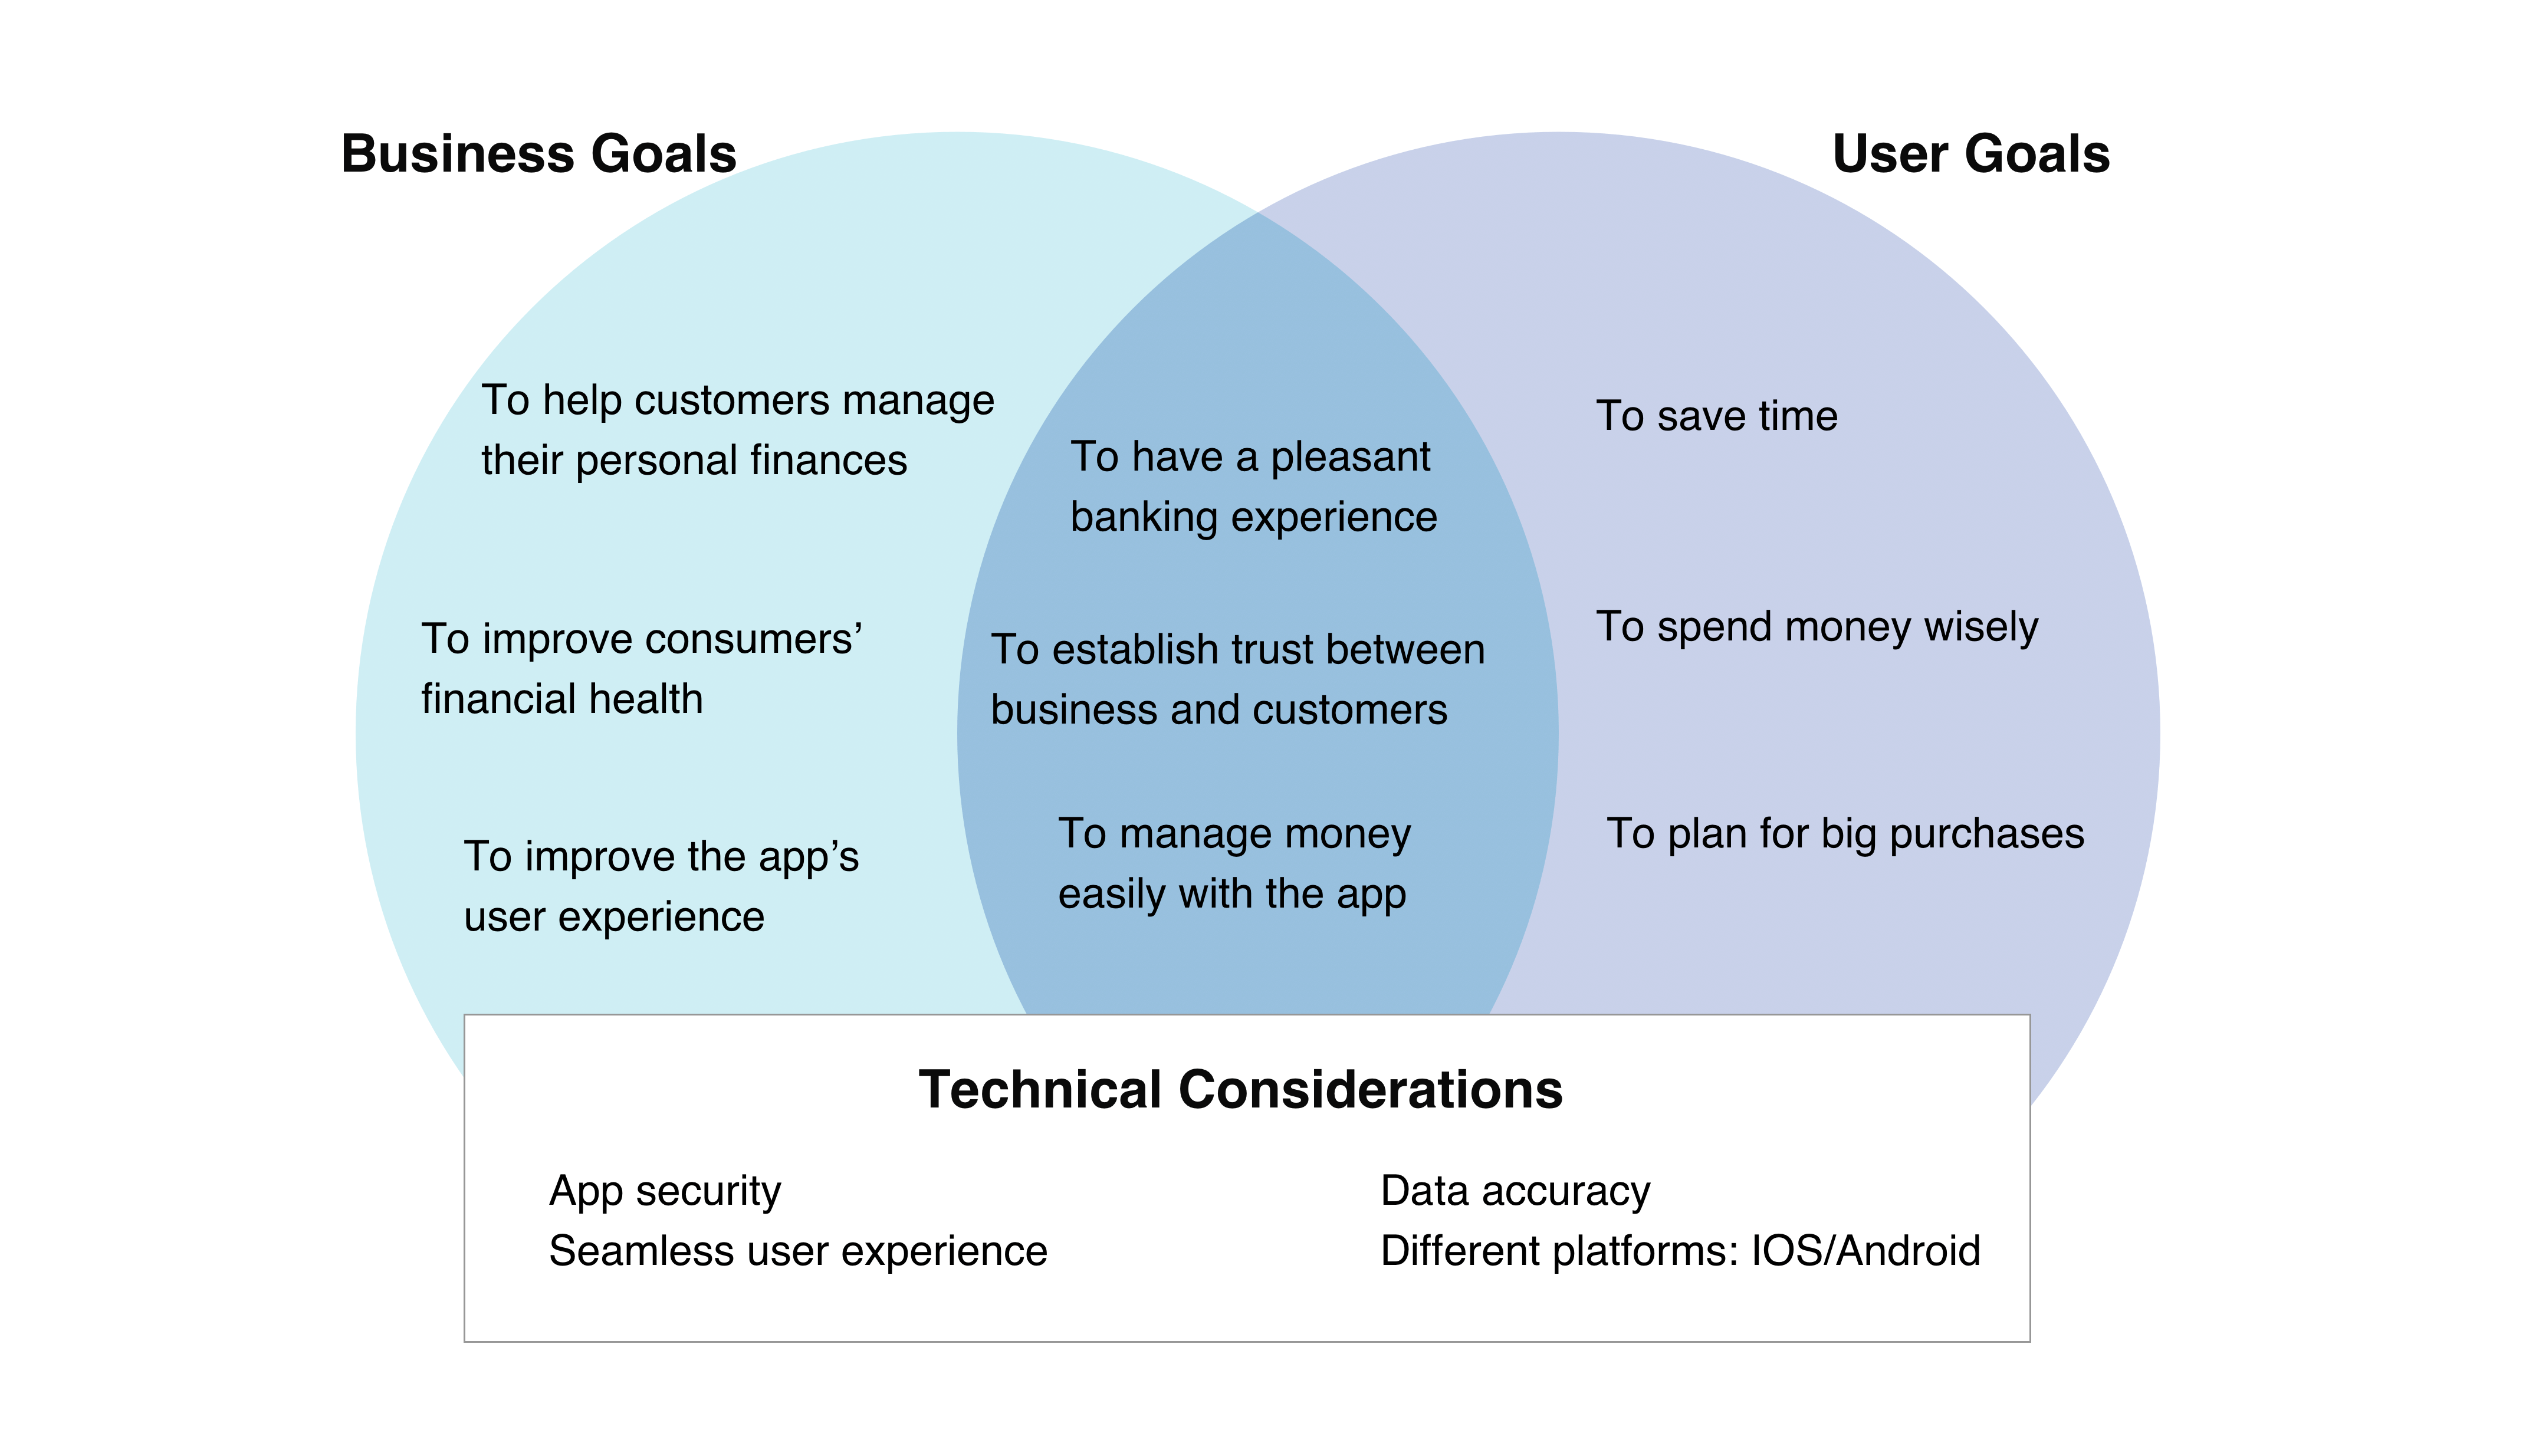 Business Goals
User Goals
To help customers manage
their personal finances
To improve consumers’
financial health
To improve the app’s
user experience
To have a pleasant
banking experience
To establish trust between
business and customers
To manage money
easily with the app
To save time
To spend money wisely
To plan for big purchases
Technical Considerations
App security
Seamless user experience
Data accuracy
Different platforms: IOS/Android